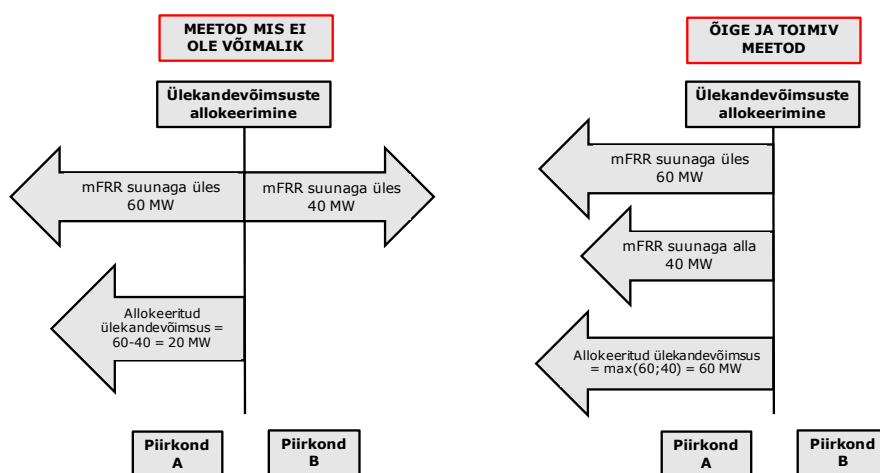 MEETOD MIS EI
OLE VÕIMALIK
Ülekandevõimsuste
allokeerimine
mFRR suunaga üles
60 MW
mFRR suunaga üles
40 MW
Allokeeritud
ülekandevõimsus =
60-40 = 20 MW
Piirkond
A
Piirkond
B
ÕIGE JA TOIMIV
MEETOD
Ülekandevõimsuste
allokeerimine
mFRR suunaga üles
60 MW
mFRR suunaga alla
40 MW
Allokeeritud ülekandevõimsus
= max(60;40) = 60 MW
Piirkond
A
Piirkond
B